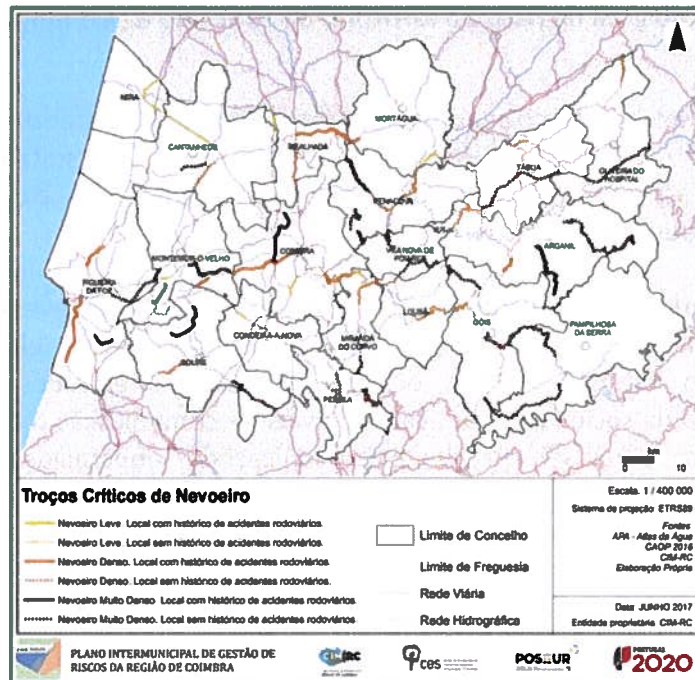 MIRA
CANTANHEDE
MEALHADA
MORTÁGUA
PENACOVA
TÁBUA
OLIVEIRA DO HOSPITAL
MONTEMOR-O-VELHO
COIMBRA
VILA NOVA DE POIARES
ARGANIL
FIGUEIRA DA FOZ
CONDEIXA-A-NOVA
MIRANDA DO CORVO
LOUSÃ
GÓIS
PAMPILHOSA DA SERRA
SOURE
PENELA
km
0 10
Troços Críticos de Nevoeiro
Nevoeiro Leve. Local com histórico de acidentes rodoviários.
Nevoeiro Leve. Local sem histórico de acidentes rodoviários.
Nevoeiro Denso. Local com histórico de acidentes rodoviários.
Nevoeiro Denso. Local sem histórico de acidentes rodoviários.
Nevoeiro Muito Denso. Local com histórico de acidentes rodoviários.
Nevoeiro Muito Denso. Local sem histórico de acidentes rodoviários.
Limite de Concelho
Limite de Freguesia
Rede Viária
Rede Hidrográfica
Escala: 1 / 400 000
Sistema de projeção: ETRS89
Fontes
APA - Atlas da Água
CAOP 2016
CIM-RC
Elaboração Própria
Data: JUNHO 2017
Entidade proprietária: CIM-RC
PLANO INTERMUNICIPAL DE GESTÃO DE
RISCOS DA REGIÃO DE COIMBRA
CIM RC
ces
POSEUR
PORTUGAL
2020